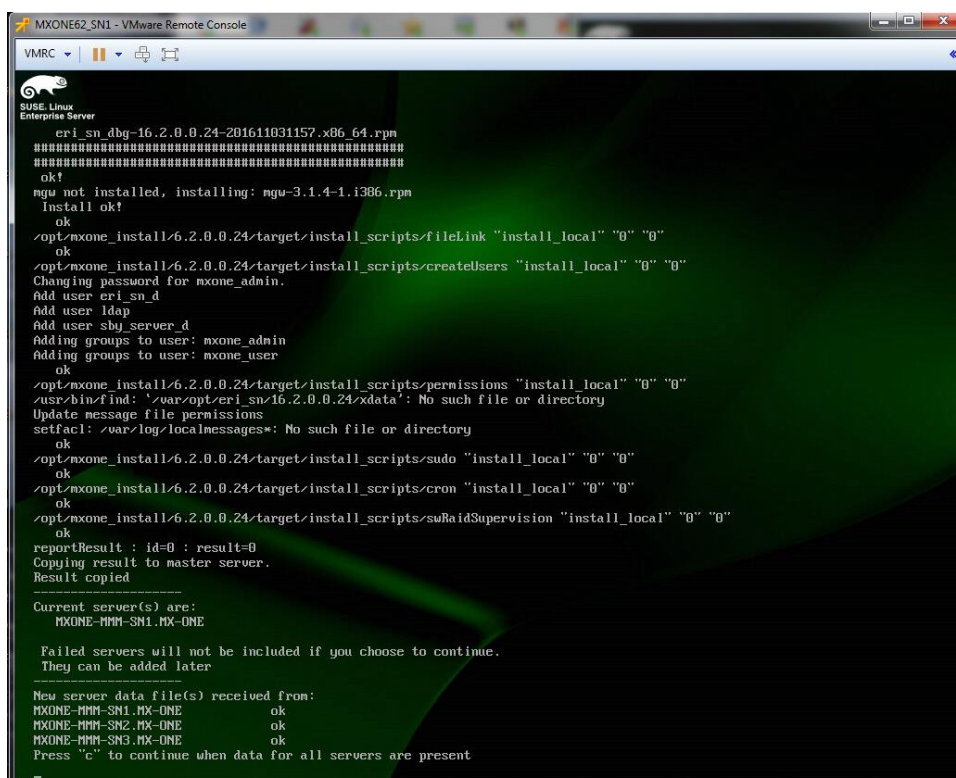 MXONE62_SN1 - VMware Remote Console
VMRC
SUSE. Linux
Enterprise Server
eri_sn_dbg-16.2.0.0.24-201611031157.x86_64.rpm
##################################################
##################################################
ok!
mgw not installed, installing: mgw-3.1.4-1.i386.rpm
Install ok!
ok
/opt/mxone_install/6.2.0.0.24/target/install_scripts/fileLink "install_local" "0" "0"
ok
/opt/mxone_install/6.2.0.0.24/target/install_scripts/createUsers "install_local" "0" "0"
Changing password for mxone_admin.
Add user eri_sn_d
Add user ldap
Add user sby_server_d
Adding groups to user: mxone_admin
Adding groups to user: mxone_user
ok
/opt/mxone_install/6.2.0.0.24/target/install_scripts/permissions "install_local" "0" "0"
/usr/bin/find: `/var/opt/eri_sn/16.2.0.0.24/xdata': No such file or directory
Update message file permissions
setfacl: /var/log/localmessages*: No such file or directory
ok
/opt/mxone_install/6.2.0.0.24/target/install_scripts/sudo "install_local" "0" "0"
ok
/opt/mxone_install/6.2.0.0.24/target/install_scripts/cron "install_local" "0" "0"
ok
/opt/mxone_install/6.2.0.0.24/target/install_scripts/swRaidSupervision "install_local" "0" "0"
ok
reportResult : id=0 : result=0
Copying result to master server.
Result copied
--------------------
Current server(s) are:
MXONE-MMM-SN1.MX-ONE
Failed servers will not be included if you choose to continue.
They can be added later
--------------------
New server data file(s) received from:
MXONE-MMM-SN1.MX-ONE ok
MXONE-MMM-SN2.MX-ONE ok
MXONE-MMM-SN3.MX-ONE ok
Press "c" to continue when data for all servers are present